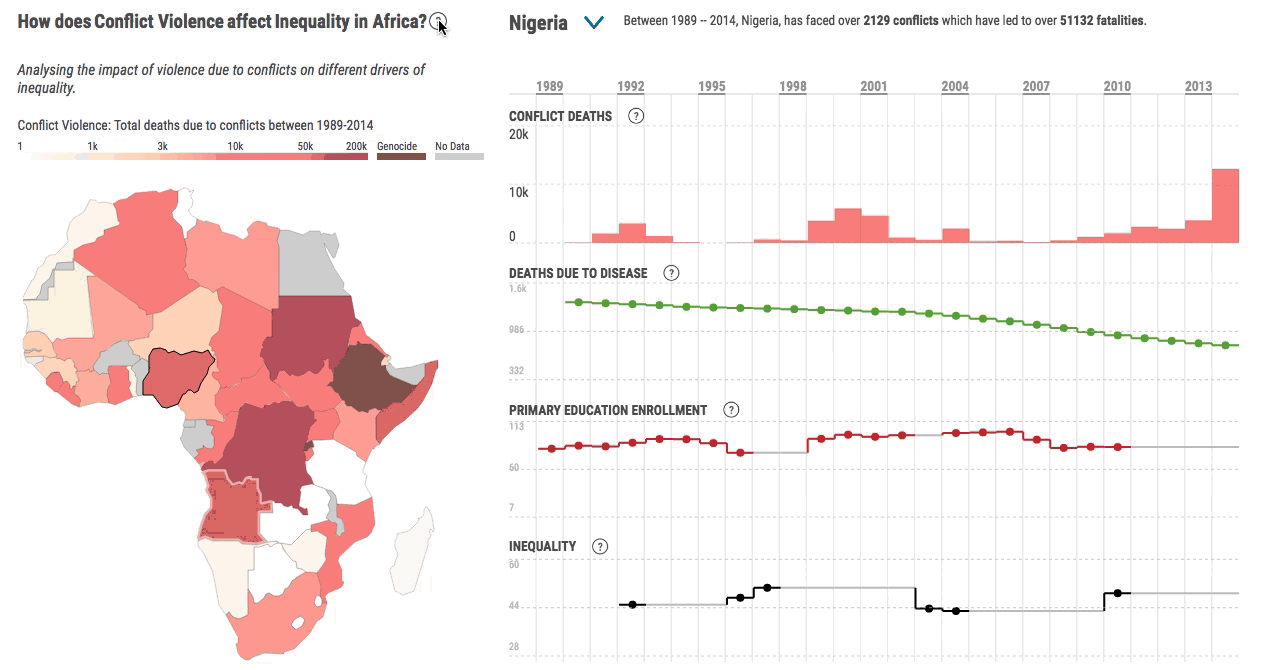 How does Conflict Violence affect Inequality in Africa? ?
Analysing the impact of violence due to conflicts on different drivers of
inequality.
Conflict Violence: Total deaths due to conflicts between 1989-2014
1 1k 3k 10k 50k 200k Genocide No Data
Nigeria
Between 1989 -- 2014, Nigeria, has faced over 2129 conflicts which have led to over 51132 fatalities.
1989 1992 1995 1998 2001 2004 2007 2010 2013
CONFLICT DEATHS ?
20k
10k
0
DEATHS DUE TO DISEASE ?
1.6k
986
332
PRIMARY EDUCATION ENROLLMENT ?
113
60
7
INEQUALITY ?
60
44
28